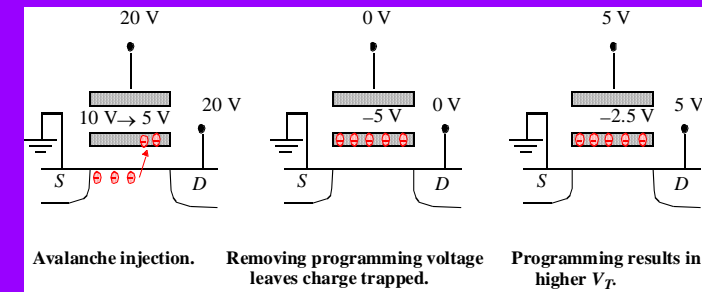 20 V
0 V
5 V
10 V→ 5 V
20 V
–5 V
0 V
–2.5 V
5 V
S
D
S
D
S
D
Avalanche injection.
Removing programming voltage
leaves charge trapped.
Programming results in
higher V_T.